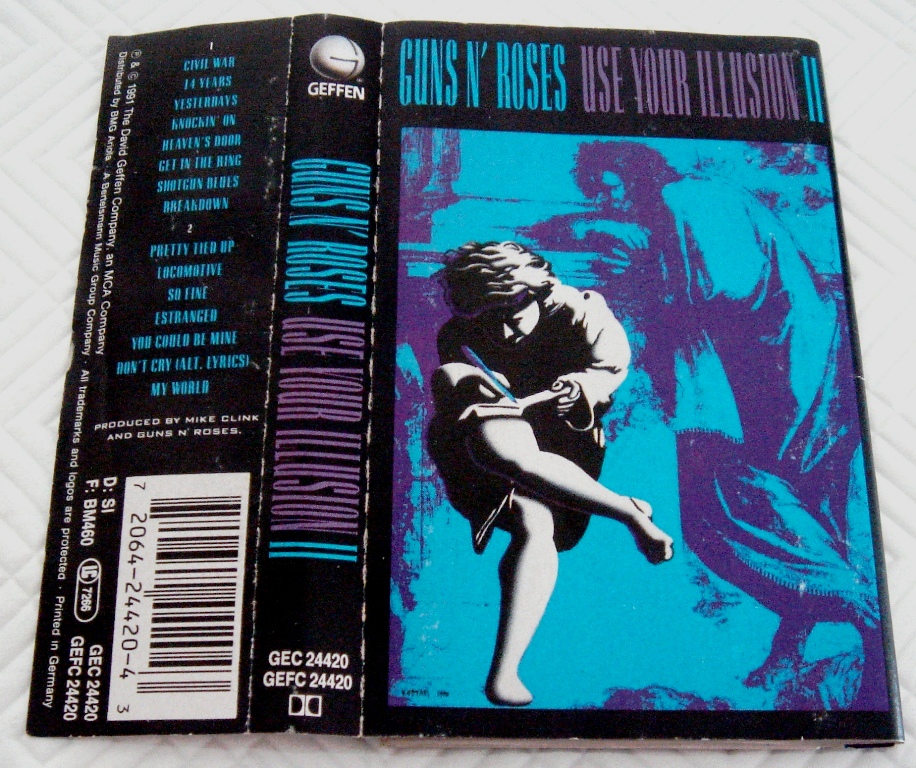 1
CIVIL WAR
14 YEARS
YESTERDAYS
KNOCKIN' ON
HEAVEN'S DOOR
GET IN THE RING
SHOTGUN BLUES
BREAKDOWN
2
PRETTY TIED UP
LOCOMOTIVE
SO FINE
ESTRANGED
YOU COULD BE MINE
DON'T CRY (ALT. LYRICS)
MY WORLD
PRODUCED BY MIKE CLINK
AND GUNS N' ROSES.
℗ & © 1991 The David Geffen Company, an MCA Company
Distributed by BMG Ariola · A Bertelsmann Music Group Company · All trademarks and logos are protected · Printed in Germany
D: SI
F: BM460
LC 7266
GEC 24420
GEFC 24420
7 2064-24420-4 3
GEFFEN
GUNS N' ROSES USE YOUR ILLUSION II
GEC 24420
GEFC 24420
GUNS N' ROSES USE YOUR ILLUSION II